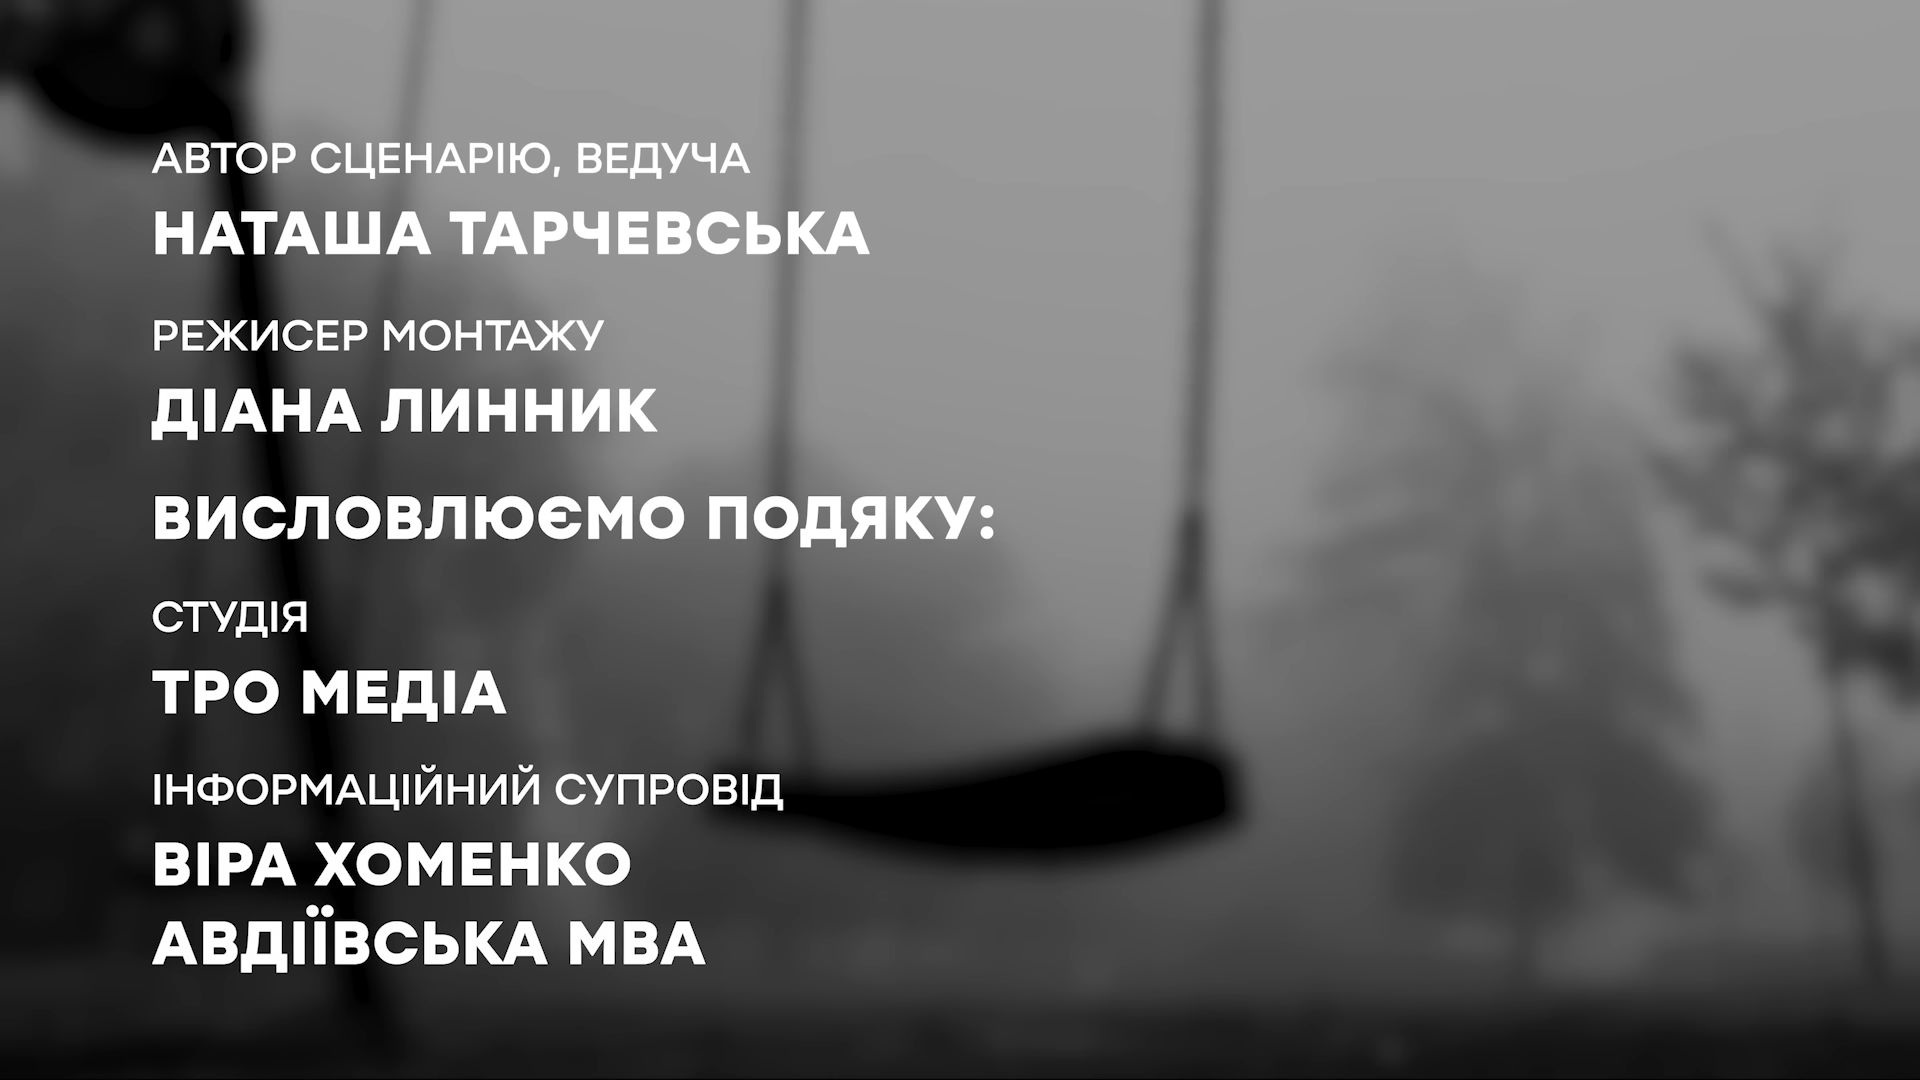 АВТОР СЦЕНАРІЮ, ВЕДУЧА
НАТАША ТАРЧЕВСЬКА
РЕЖИСЕР МОНТАЖУ
ДІАНА ЛИННИК
ВИСЛОВЛЮЄМО ПОДЯКУ:
СТУДІЯ
ТРО МЕДІА
ІНФОРМАЦІЙНИЙ СУПРОВІД
ВІРА ХОМЕНКО
АВДІЇВСЬКА МВА